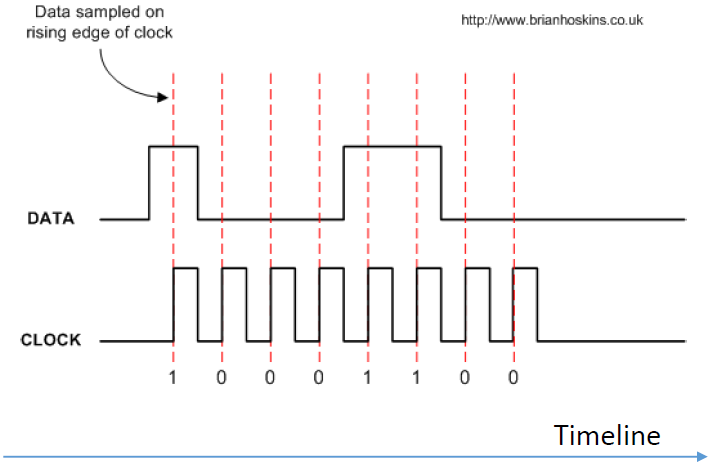 Data sampled on
rising edge of clock
http://www.brianhoskins.co.uk
DATA
CLOCK
1 0 0 0 1 1 0 0
Timeline